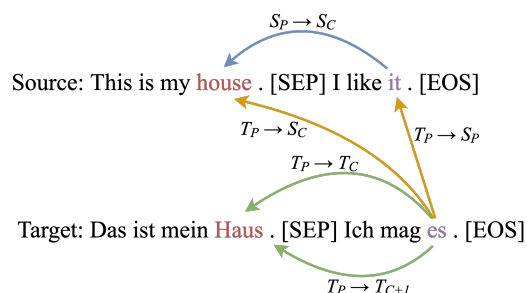 S_P → S_C
Source: This is my house . [SEP] I like it . [EOS]
T_P → S_C
T_P → S_P
T_P → T_C
Target: Das ist mein Haus . [SEP] Ich mag es . [EOS]
T_P → T_{C+1}